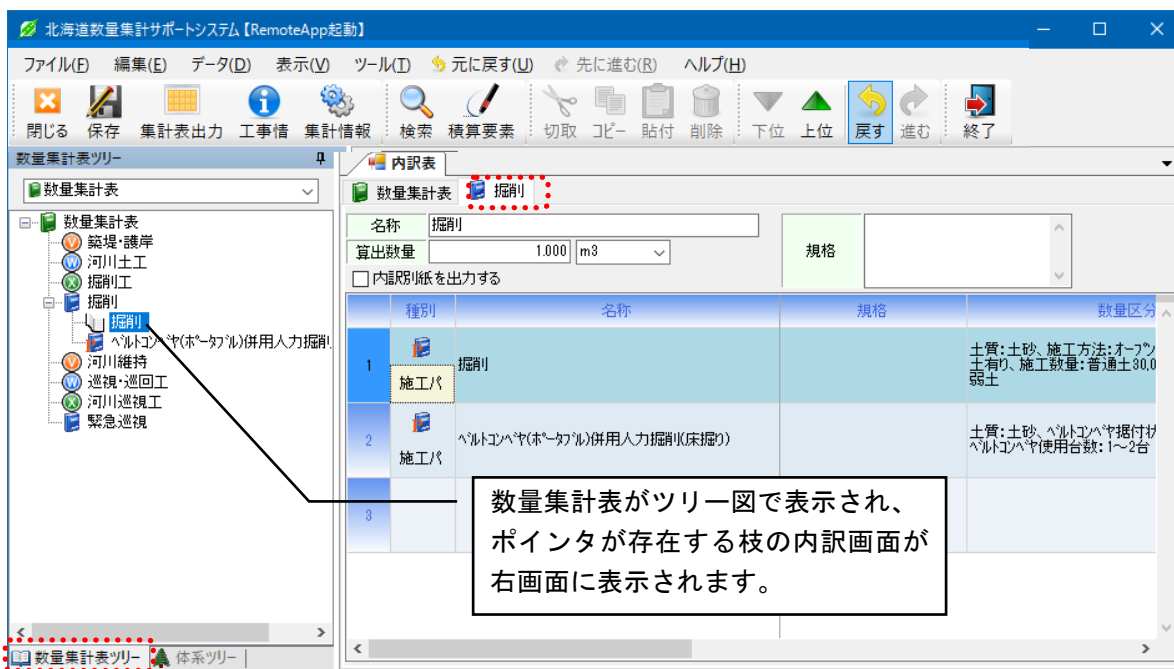 北海道数量集計サポートシステム【RemoteApp起動】
ファイル(F) 編集(E) データ(D) 表示(V) ツール(T) 元に戻す(U) 先に進む(R) ヘルプ(H)
閉じる 保存 集計表出力 工事情 集計情報 検索 積算要素 切取 コピー 貼付 削除 下位 上位 戻す 進む 終了
数量集計表ツリー
数量集計表
数量集計表
築堤・護岸
河川土工
掘削工
掘削
掘削
ベルトコンベヤ(ポータブル)併用人力掘削
河川維持
巡視・巡回工
河川巡視工
緊急巡視
数量集計表ツリー 体系ツリー
内訳表
数量集計表 掘削
名称 掘削
算出数量 1.000 m3
規格
内訳別紙を出力する
種別 名称 規格 数量区分
1 施工パ 掘削
土質:土砂、施工方法:オープン
土有り、施工数量:普通土30,0
弱土
2 施工パ ベルトコンベヤ(ポータブル)併用人力掘削(床掘り)
土質:土砂、ベルトコンベヤ据付状
ベルトコンベヤ使用台数:1～2台
3
数量集計表がツリー図で表示され、
ポインタが存在する枝の内訳画面が
右画面に表示されます。